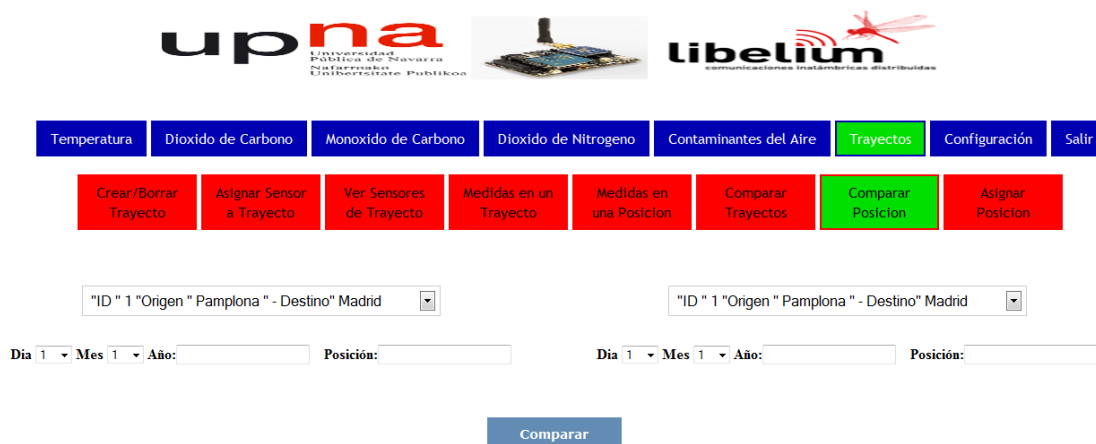 upna
Universidad
Pública de Navarra
Nafarroako
Unibertsitate Publikoa
libelium
comunicaciones inalámbricas distribuidas
Temperatura Dioxido de Carbono Monoxido de Carbono Dioxido de Nitrogeno Contaminantes del Aire Trayectos Configuración Salir
Crear/Borrar Trayecto Asignar Sensor a Trayecto Ver Sensores de Trayecto Medidas en un Trayecto Medidas en una Posicion Comparar Trayectos Comparar Posicion Asignar Posicion
"ID " 1 "Origen " Pamplona " - Destino" Madrid "ID " 1 "Origen " Pamplona " - Destino" Madrid
Dia 1 Mes 1 Año: Posición: Dia 1 Mes 1 Año: Posición:
Comparar